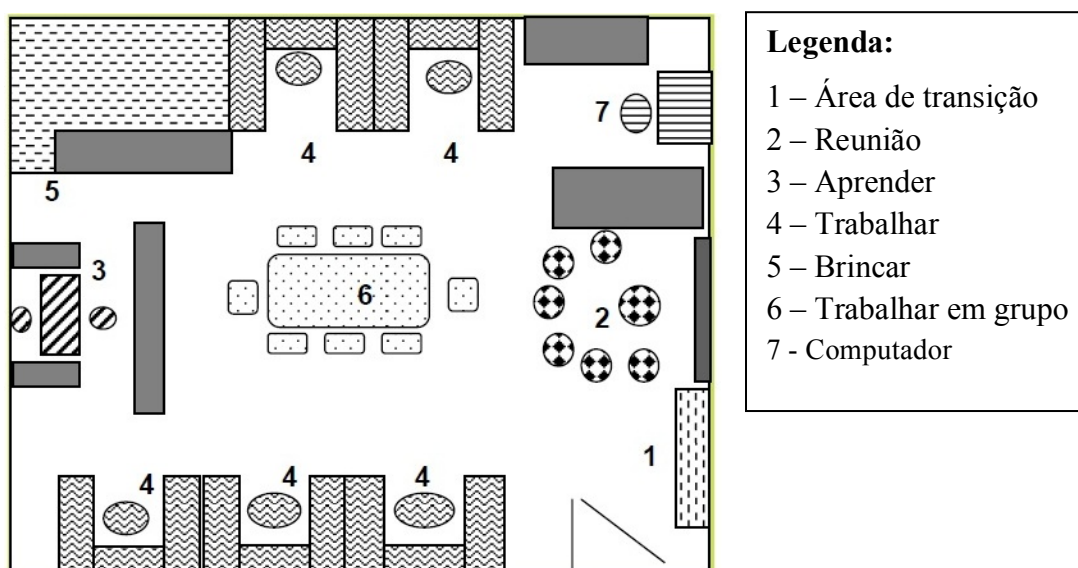 4
4
7
5
3
6
2
1
4
4
4
Legenda:
1 – Área de transição
2 – Reunião
3 – Aprender
4 – Trabalhar
5 – Brincar
6 – Trabalhar em grupo
7 - Computador